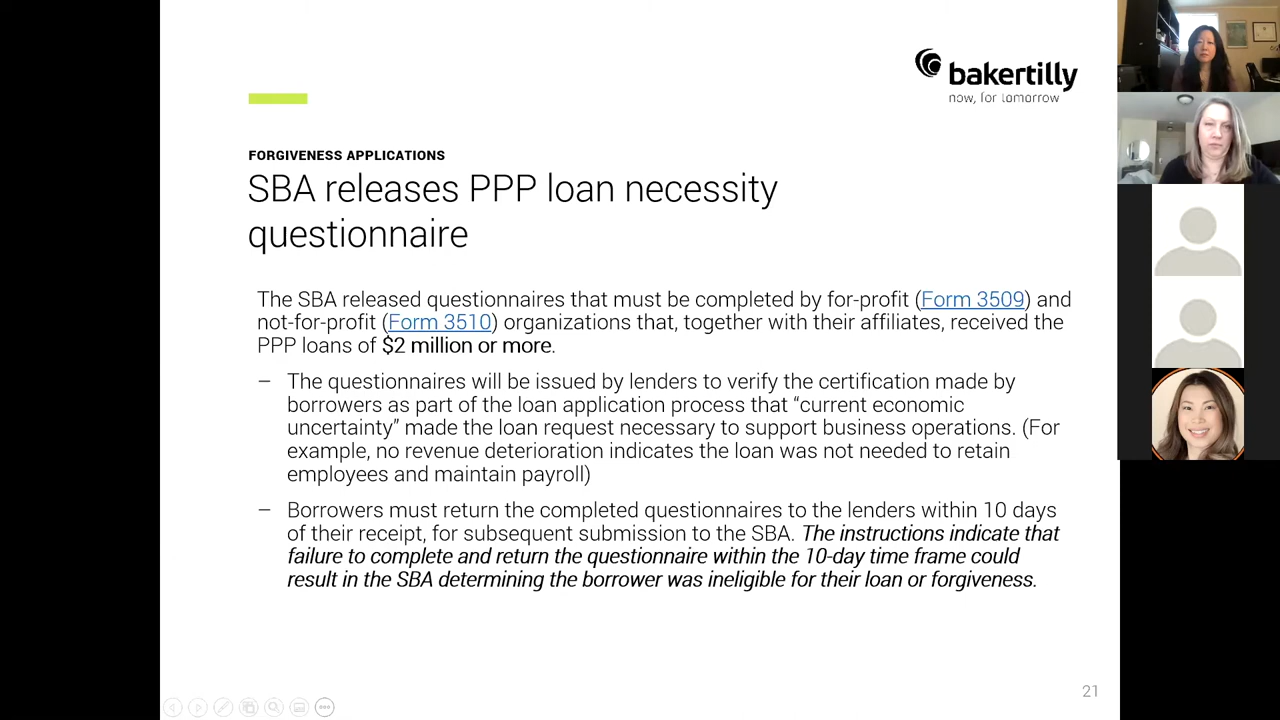 bakertilly
now, for tomorrow
FORGIVENESS APPLICATIONS
SBA releases PPP loan necessity
questionnaire
The SBA released questionnaires that must be completed by for-profit (Form 3509) and
not-for-profit (Form 3510) organizations that, together with their affiliates, received the
PPP loans of $2 million or more.
– The questionnaires will be issued by lenders to verify the certification made by
borrowers as part of the loan application process that “current economic
uncertainty” made the loan request necessary to support business operations. (For
example, no revenue deterioration indicates the loan was not needed to retain
employees and maintain payroll)
– Borrowers must return the completed questionnaires to the lenders within 10 days
of their receipt, for subsequent submission to the SBA. The instructions indicate that
failure to complete and return the questionnaire within the 10-day time frame could
result in the SBA determining the borrower was ineligible for their loan or forgiveness.
21